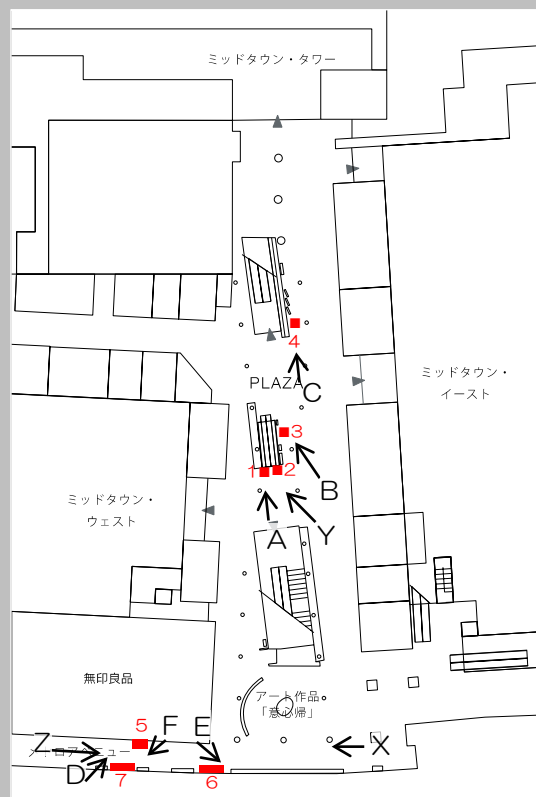 ミッドタウン・タワー
4
PLAZA
C
ミッドタウン・
イースト
3
1
2
B
ミッドタウン・
ウェスト
A
Y
無印良品
アート作品
「意心帰」
5
F
E
Z
X
D
7
6